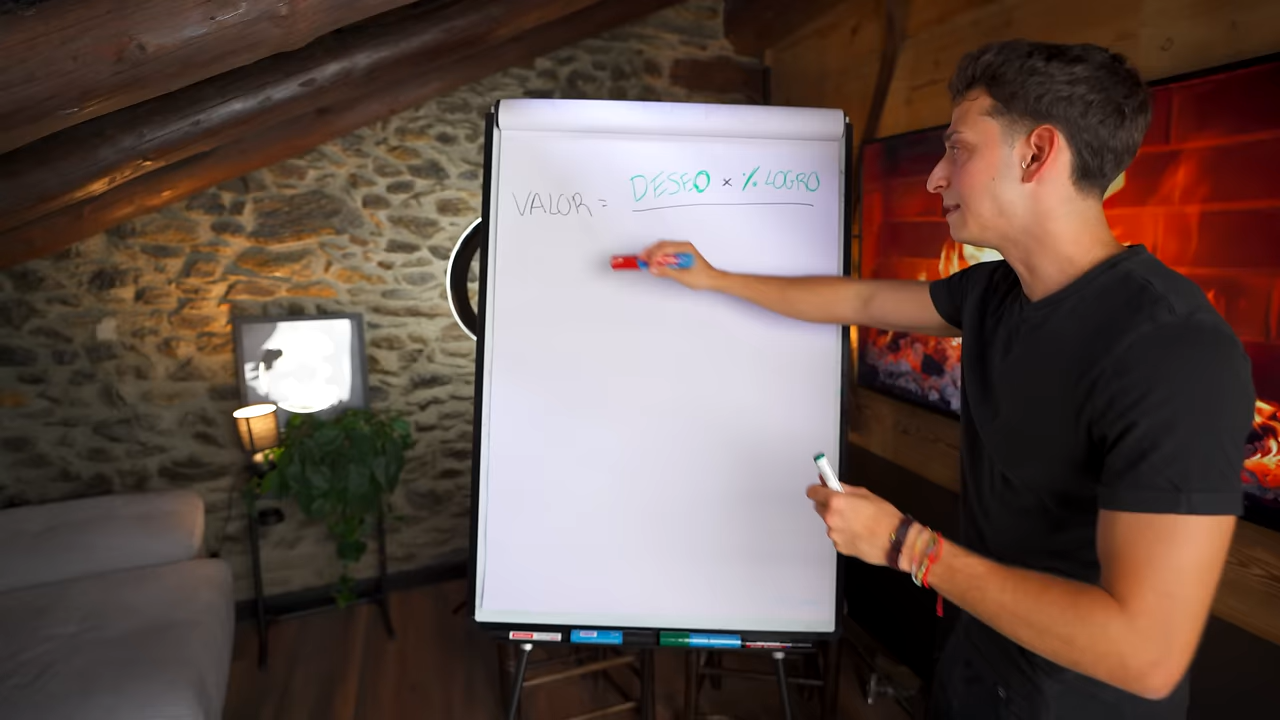 VALOR = DESEO × % LOGRO